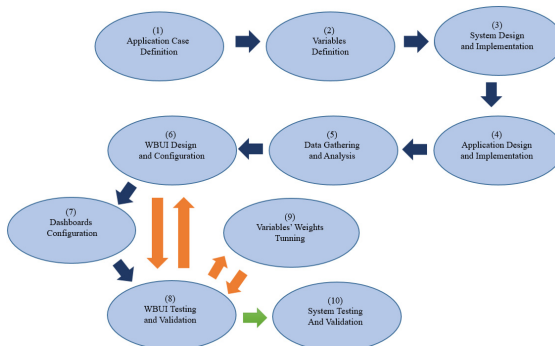 (1)
Application Case
Definition
(2)
Variables
Definition
(3)
System Design
and Implementation
(4)
Application Design
and Implementation
(5)
Data Gathering
and Analysis
(6)
WBUI Design
and Configuration
(7)
Dashboards
Configuration
(8)
WBUI Testing
and Validation
(9)
Variables' Weights
Tunning
(10)
System Testing
And Validation